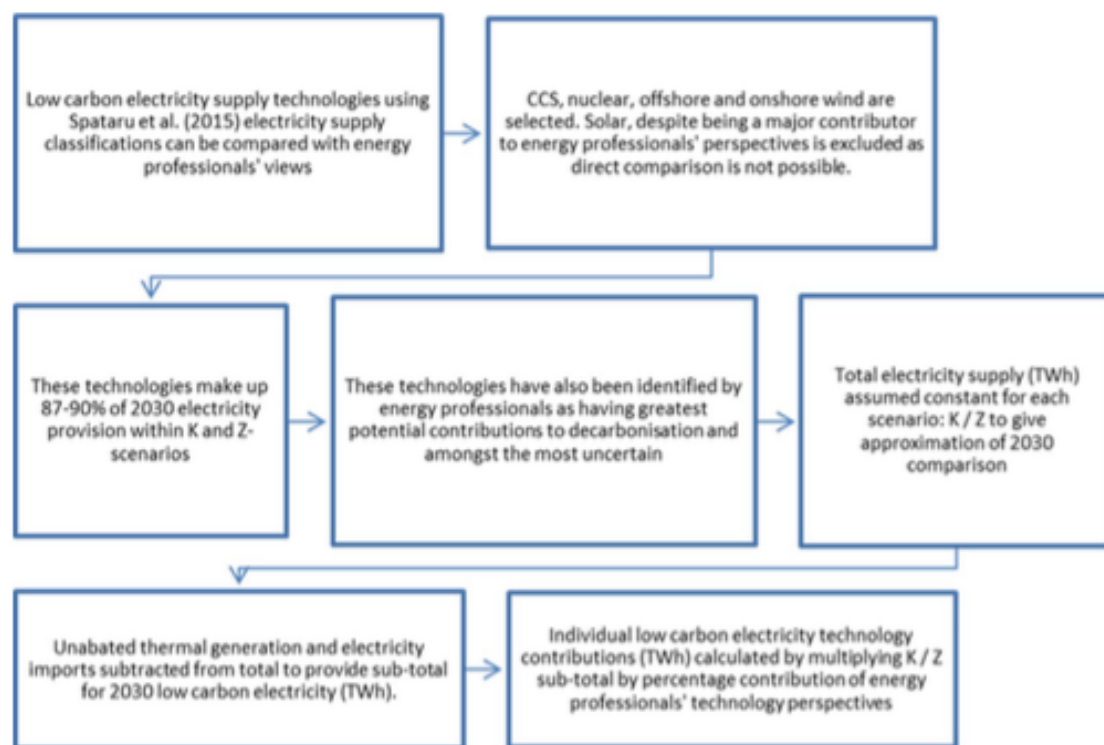 Low carbon electricity supply technologies using
Spataru et al. (2015) electricity supply
classifications can be compared with energy
professionals' views
CCS, nuclear, offshore and onshore wind are
selected. Solar, despite being a major contributor
to energy professionals' perspectives is excluded as
direct comparison is not possible.
These technologies make up
87-90% of 2030 electricity
provision within K and Z-
scenarios
These technologies have also been identified by
energy professionals as having greatest
potential contributions to decarbonisation and
amongst the most uncertain
Total electricity supply (TWh)
assumed constant for each
scenario: K / Z to give
approximation of 2030
comparison
Unabated thermal generation and electricity
imports subtracted from total to provide sub-total
for 2030 low carbon electricity (TWh).
Individual low carbon electricity technology
contributions (TWh) calculated by multiplying K / Z
sub-total by percentage contribution of energy
professionals' technology perspectives